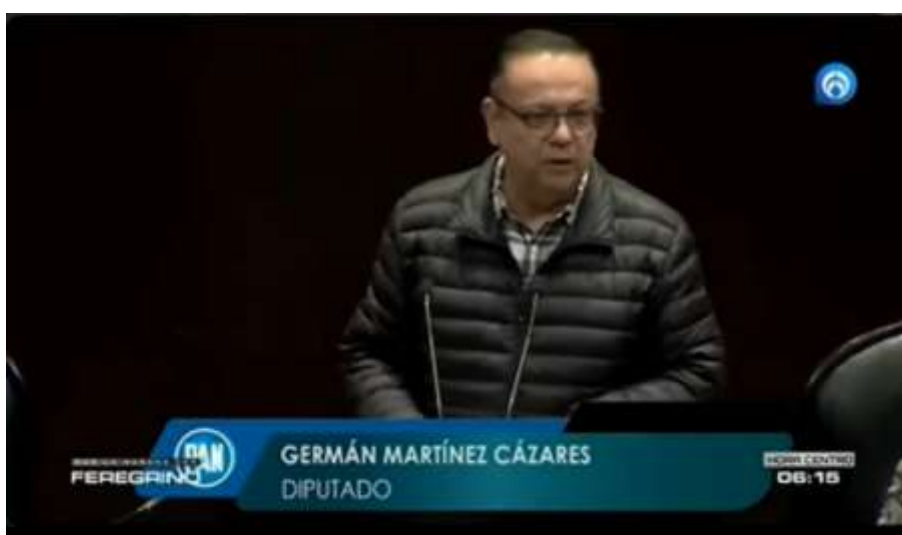 PAN
GERMÁN MARTÍNEZ CÁZARES
DIPUTADO
FEREGRINO
HORA CENTRO
06:15